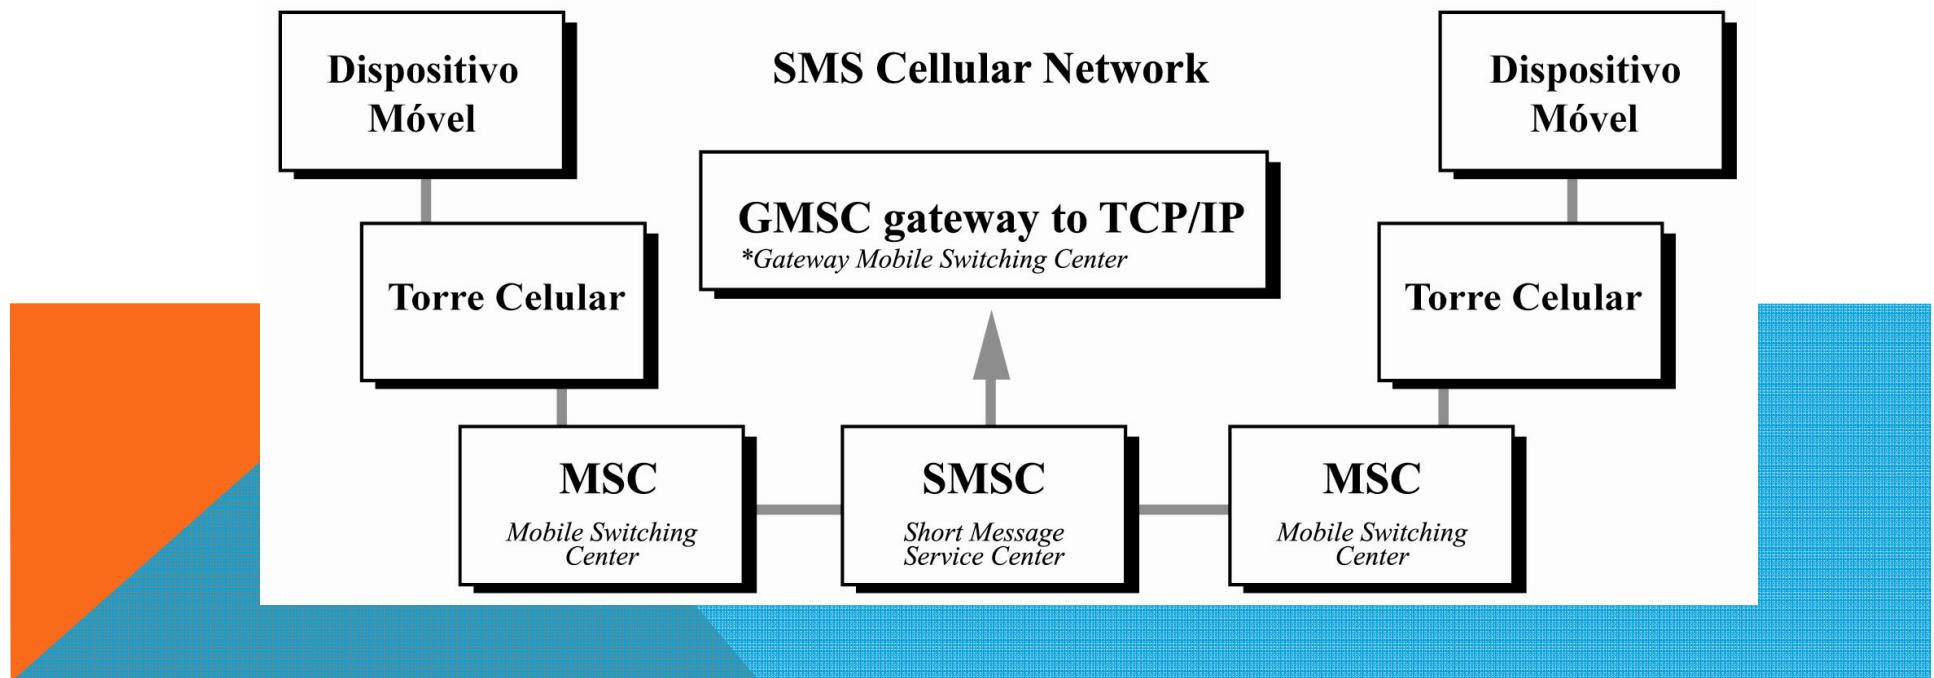 Dispositivo
Móvel
SMS Cellular Network
Dispositivo
Móvel
GMSC gateway to TCP/IP
*Gateway Mobile Switching Center
Torre Celular
Torre Celular
MSC
Mobile Switching
Center
SMSC
Short Message
Service Center
MSC
Mobile Switching
Center